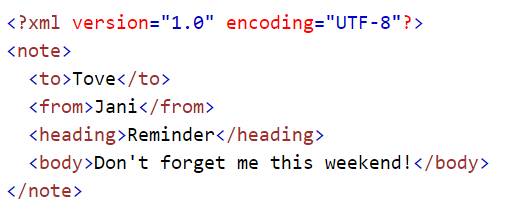 <?xml version="1.0" encoding="UTF-8"?>
<note>
  <to>Tove</to>
  <from>Jani</from>
  <heading>Reminder</heading>
  <body>Don't forget me this weekend!</body>
</note>